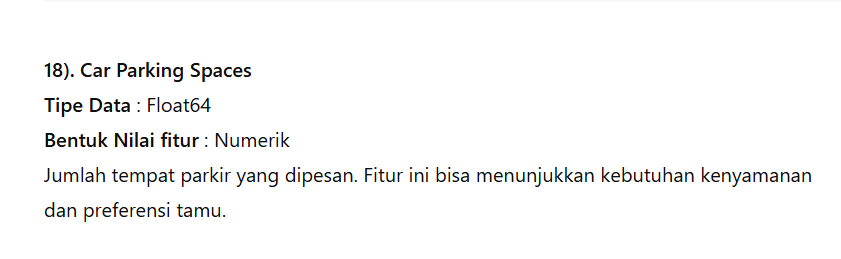 18). Car Parking Spaces
Tipe Data : Float64
Bentuk Nilai fitur : Numerik
Jumlah tempat parkir yang dipesan. Fitur ini bisa menunjukkan kebutuhan kenyamanan
dan preferensi tamu.